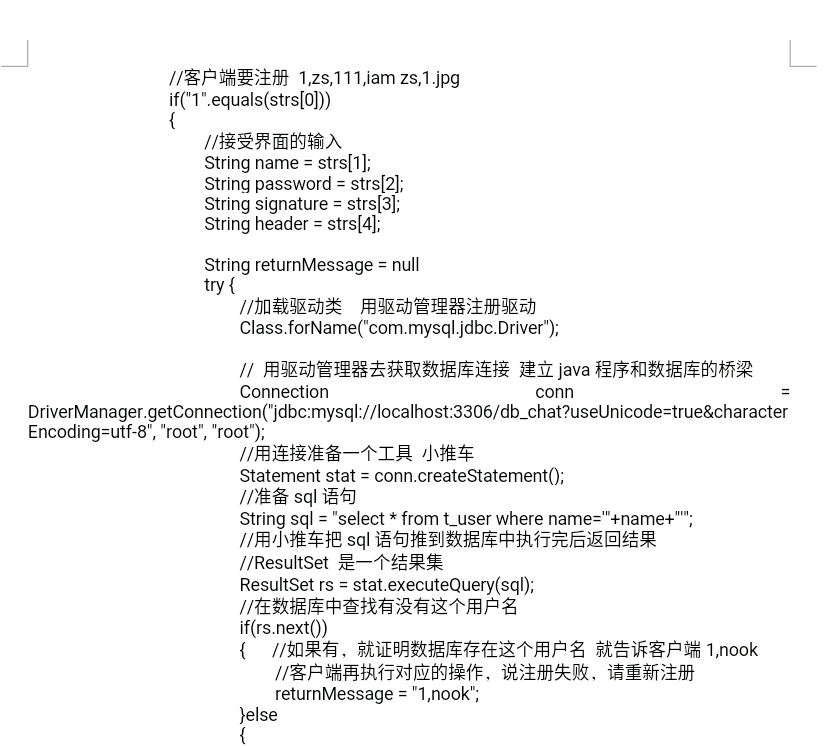 //客户端要注册  1,zs,111,iam zs,1.jpg
if("1".equals(strs[0]))
{
//接受界面的输入
String name = strs[1];
String password = strs[2];
String signature = strs[3];
String header = strs[4];
String returnMessage = null
try {
//加载驱动类    用驱动管理器注册驱动
Class.forName("com.mysql.jdbc.Driver");
//  用驱动管理器去获取数据库连接  建立 java 程序和数据库的桥梁
Connection conn =
DriverManager.getConnection("jdbc:mysql://localhost:3306/db_chat?useUnicode=true&character
Encoding=utf-8", "root", "root");
//用连接准备一个工具  小推车
Statement stat = conn.createStatement();
//准备 sql 语句
String sql = "select * from t_user where name='"+name+"'";
//用小推车把 sql 语句推到数据库中执行完后返回结果
//ResultSet  是一个结果集
ResultSet rs = stat.executeQuery(sql);
//在数据库中查找有没有这个用户名
if(rs.next())
{    //如果有，就证明数据库存在这个用户名  就告诉客户端 1,nook
//客户端再执行对应的操作，说注册失败，请重新注册
returnMessage = "1,nook";
}else
{